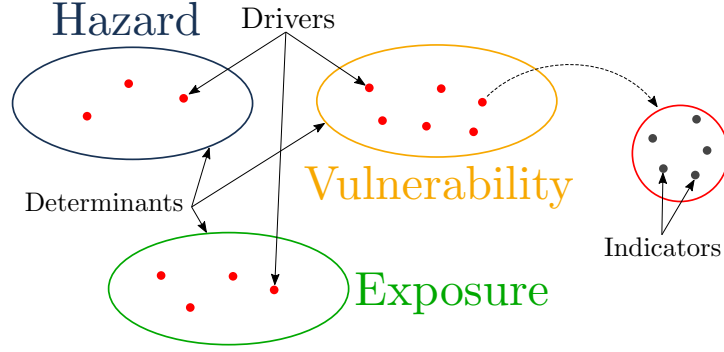 Hazard
Drivers
Vulnerability
Determinants
Indicators
Exposure